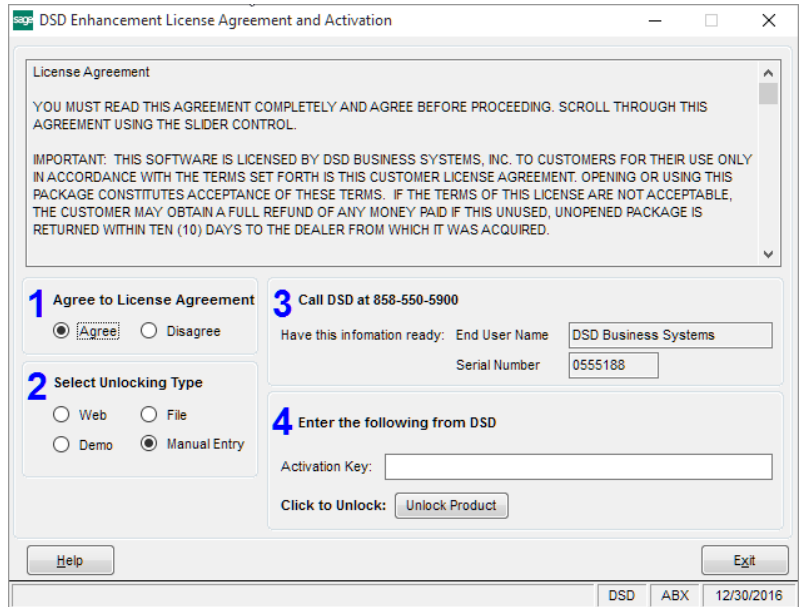 sage DSD Enhancement License Agreement and Activation
License Agreement
YOU MUST READ THIS AGREEMENT COMPLETELY AND AGREE BEFORE PROCEEDING. SCROLL THROUGH THIS
AGREEMENT USING THE SLIDER CONTROL.
IMPORTANT: THIS SOFTWARE IS LICENSED BY DSD BUSINESS SYSTEMS, INC. TO CUSTOMERS FOR THEIR USE ONLY
IN ACCORDANCE WITH THE TERMS SET FORTH IS THIS CUSTOMER LICENSE AGREEMENT. OPENING OR USING THIS
PACKAGE CONSTITUTES ACCEPTANCE OF THESE TERMS. IF THE TERMS OF THIS LICENSE ARE NOT ACCEPTABLE,
THE CUSTOMER MAY OBTAIN A FULL REFUND OF ANY MONEY PAID IF THIS UNUSED, UNOPENED PACKAGE IS
RETURNED WITHIN TEN (10) DAYS TO THE DEALER FROM WHICH IT WAS ACQUIRED.
1 Agree to License Agreement
Agree Disagree
2 Select Unlocking Type
Web File
Demo Manual Entry
3 Call DSD at 858-550-5900
Have this infomation ready: End User Name DSD Business Systems
Serial Number 0555188
4 Enter the following from DSD
Activation Key:
Click to Unlock: Unlock Product
Help Exit
DSD ABX 12/30/2016